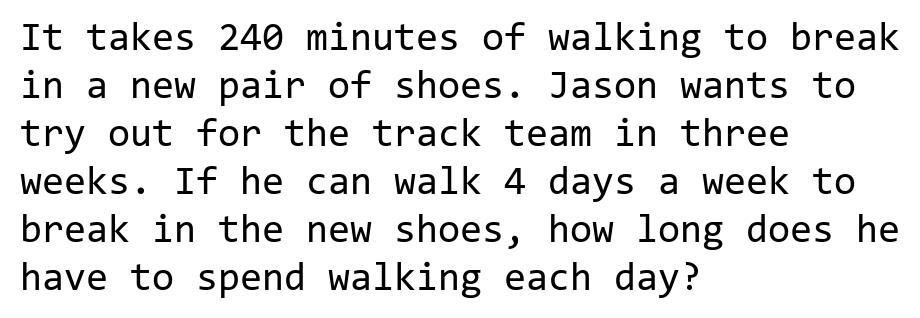 It takes 240 minutes of walking to break
in a new pair of shoes. Jason wants to
try out for the track team in three
weeks. If he can walk 4 days a week to
break in the new shoes, how long does he
have to spend walking each day?